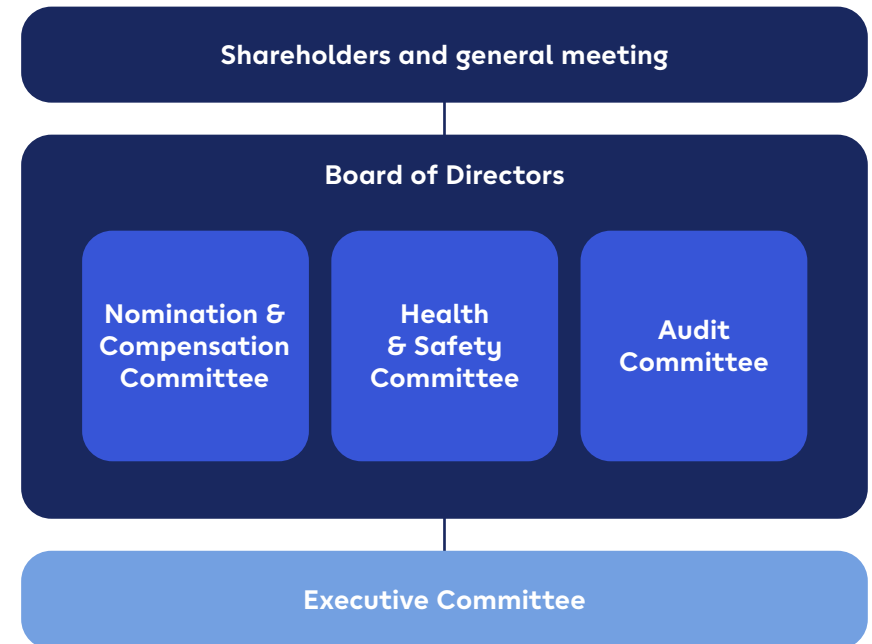 Shareholders and general meeting
Board of Directors
Nomination &
Compensation
Committee
Health
& Safety
Committee
Audit
Committee
Executive Committee